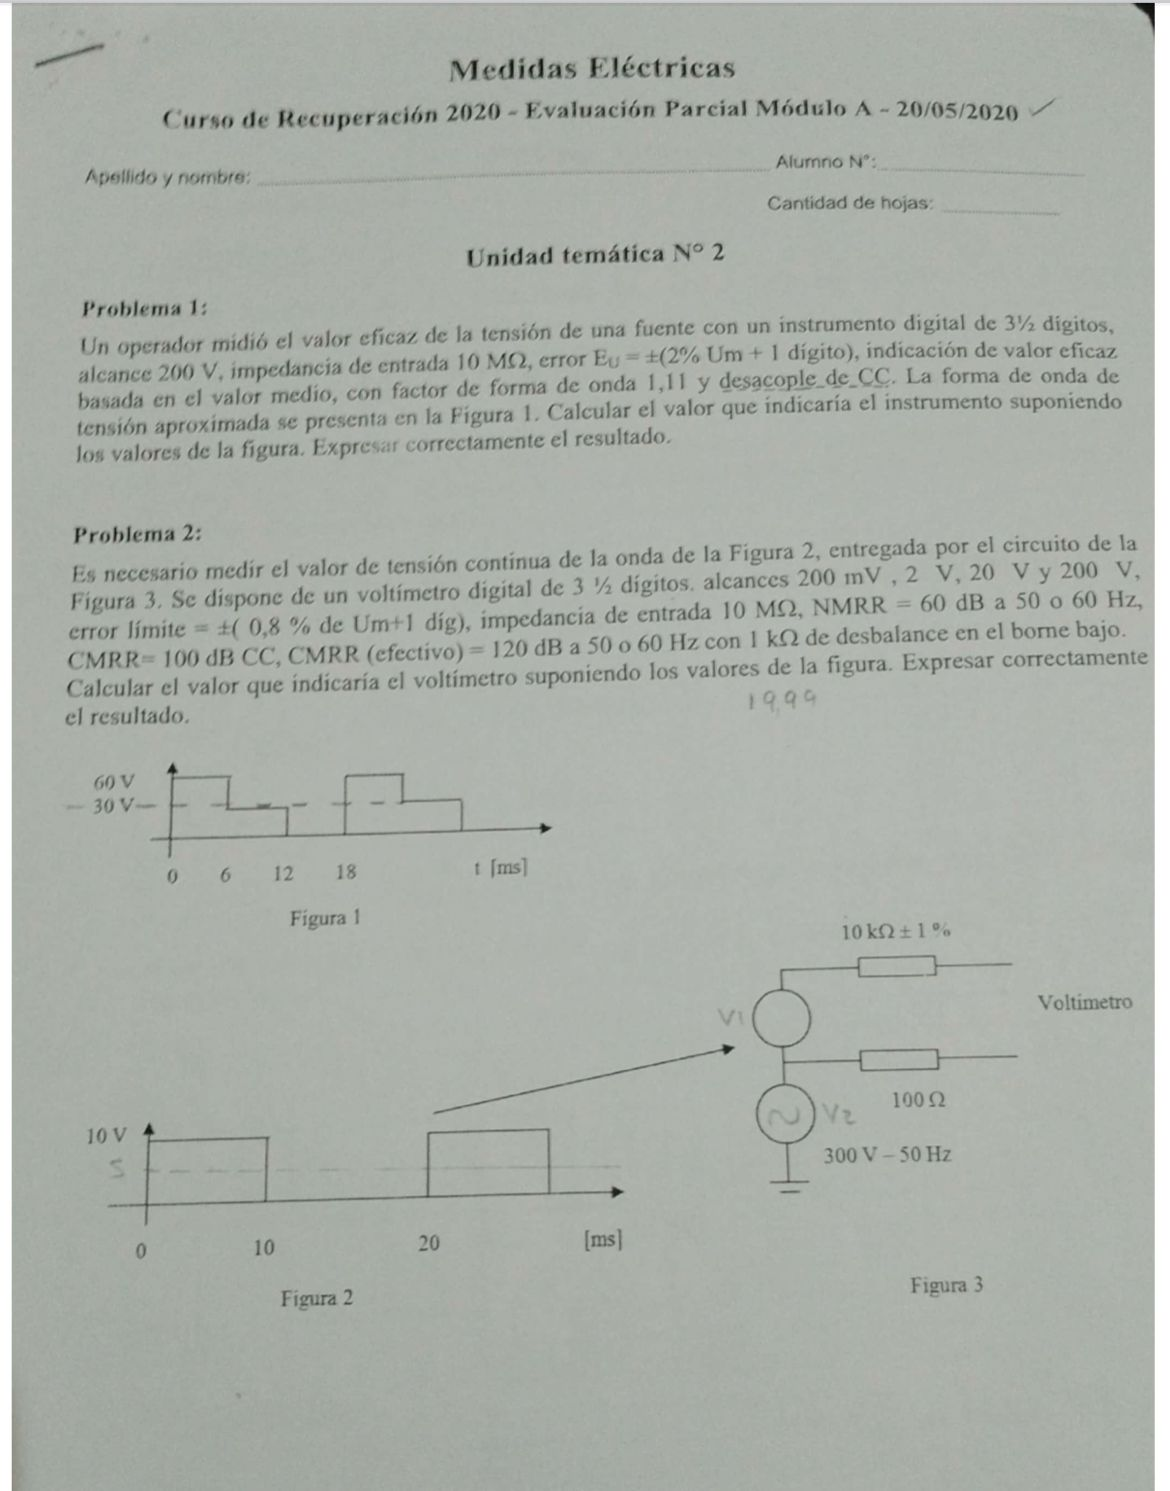 Medidas Eléctricas
Curso de Recuperación 2020 - Evaluación Parcial Módulo A - 20/05/2020
Apellido y nombre:
Alumno N°:
Cantidad de hojas:
Unidad temática N° 2
Problema 1:
Un operador midió el valor eficaz de la tensión de una fuente con un instrumento digital de 3½ dígitos,
alcance 200 V, impedancia de entrada 10 MΩ, error EU = ±(2% Um + 1 dígito), indicación de valor eficaz
basada en el valor medio, con factor de forma de onda 1,11 y desacople de CC. La forma de onda de
tensión aproximada se presenta en la Figura 1. Calcular el valor que indicaría el instrumento suponiendo
los valores de la figura. Expresar correctamente el resultado.
Problema 2:
Es necesario medir el valor de tensión continua de la onda de la Figura 2, entregada por el circuito de la
Figura 3. Se dispone de un voltímetro digital de 3 ½ dígitos. alcances 200 mV , 2 V, 20 V y 200 V,
error límite = ±( 0,8 % de Um+1 díg), impedancia de entrada 10 MΩ, NMRR = 60 dB a 50 o 60 Hz,
CMRR= 100 dB CC, CMRR (efectivo) = 120 dB a 50 o 60 Hz con 1 kΩ de desbalance en el borne bajo.
Calcular el valor que indicaría el voltímetro suponiendo los valores de la figura. Expresar correctamente
el resultado.
19,99
60 V
30 V
0 6 12 18 t [ms]
Figura 1
10 kΩ ± 1 %
Voltímetro
V1
100 Ω
V2
300 V – 50 Hz
Figura 3
10 V
5
0 10 20 [ms]
Figura 2